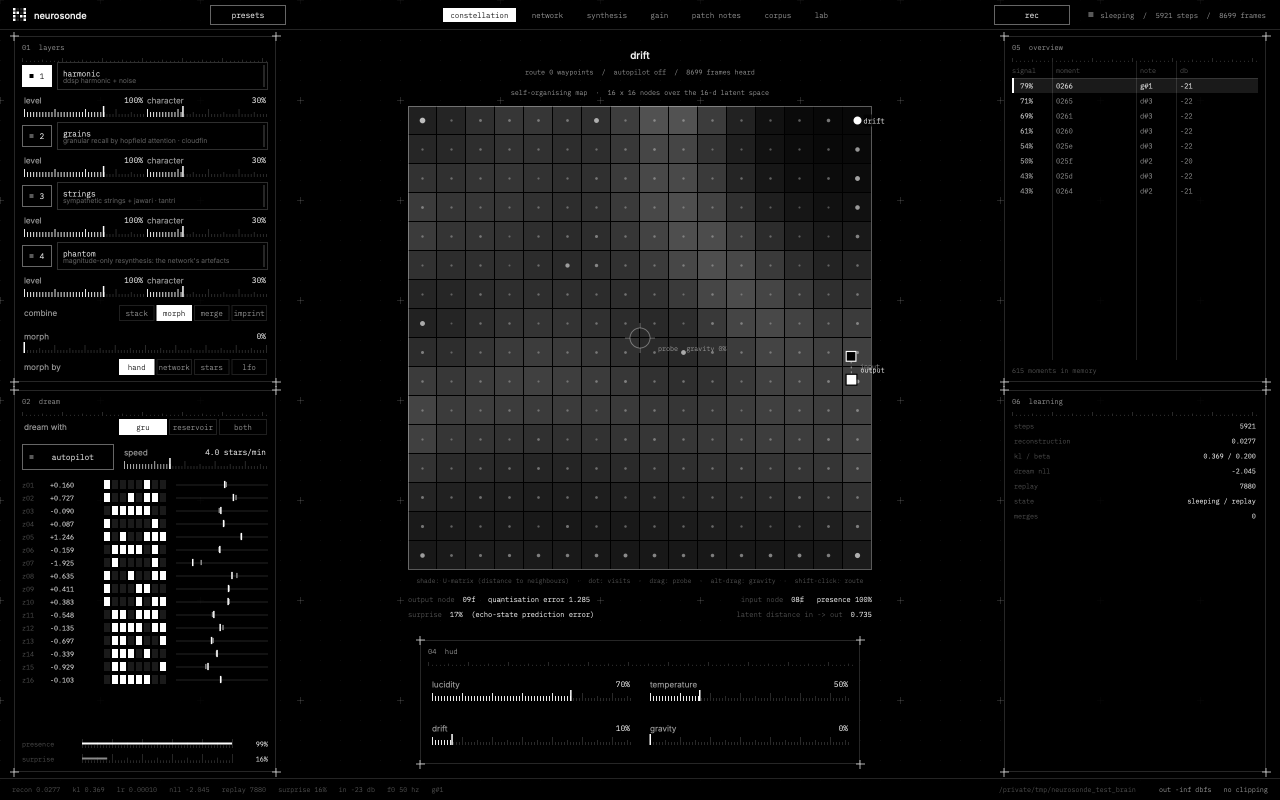 neurosonde
presets
constellation network synthesis gain patch notes corpus lab
rec
sleeping / 5921 steps / 8699 frames
01 layers
1
harmonic
ddsp harmonic + noise
level 100% character 30%
2
grains
granular recall by hopfield attention · cloudfin
level 100% character 30%
3
strings
sympathetic strings + jawari · tantri
level 100% character 30%
4
phantom
magnitude-only resynthesis: the network's artefacts
level 100% character 30%
combine stack morph merge imprint
morph 0%
morph by hand network stars lfo
02 dream
dream with gru reservoir both
autopilot
speed 4.0 stars/min
z01 +0.160
z02 +0.727
z03 -0.090
z04 +0.087
z05 +1.246
z06 -0.159
z07 -1.925
z08 +0.635
z09 +0.411
z10 +0.383
z11 -0.548
z12 -0.135
z13 -0.697
z14 -0.339
z15 -0.929
z16 -0.103
presence 99%
surprise 16%
drift
route 0 waypoints / autopilot off / 8699 frames heard
self-organising map · 16 x 16 nodes over the 16-d latent space
drift
probe gravity 0%
output
shade: U-matrix (distance to neighbours) · dot: visits · drag: probe · alt-drag: gravity · shift-click: route
output node 09f quantisation error 1.285
input node 08f presence 100%
surprise 17% (echo-state prediction error)
latent distance in -> out 0.735
04 hud
lucidity 70%
temperature 50%
drift 10%
gravity 0%
05 overview
signal moment note db
79% 0266 g#1 -21
71% 0265 d#3 -22
69% 0261 d#3 -22
61% 0260 d#3 -22
54% 025e d#3 -22
50% 025f d#2 -20
43% 025d d#3 -22
43% 0264 d#2 -21
615 moments in memory
06 learning
steps 5921
reconstruction 0.0277
kl / beta 0.369 / 0.200
dream nll -2.045
replay 7880
state sleeping / replay
merges 0
recon 0.0277 kl 0.369 lr 0.00010 nll -2.045 replay 7880 surprise 16% in -23 db f0 50 hz g#1
/private/tmp/neurosonde_test_brain
out -inf dbfs no clipping